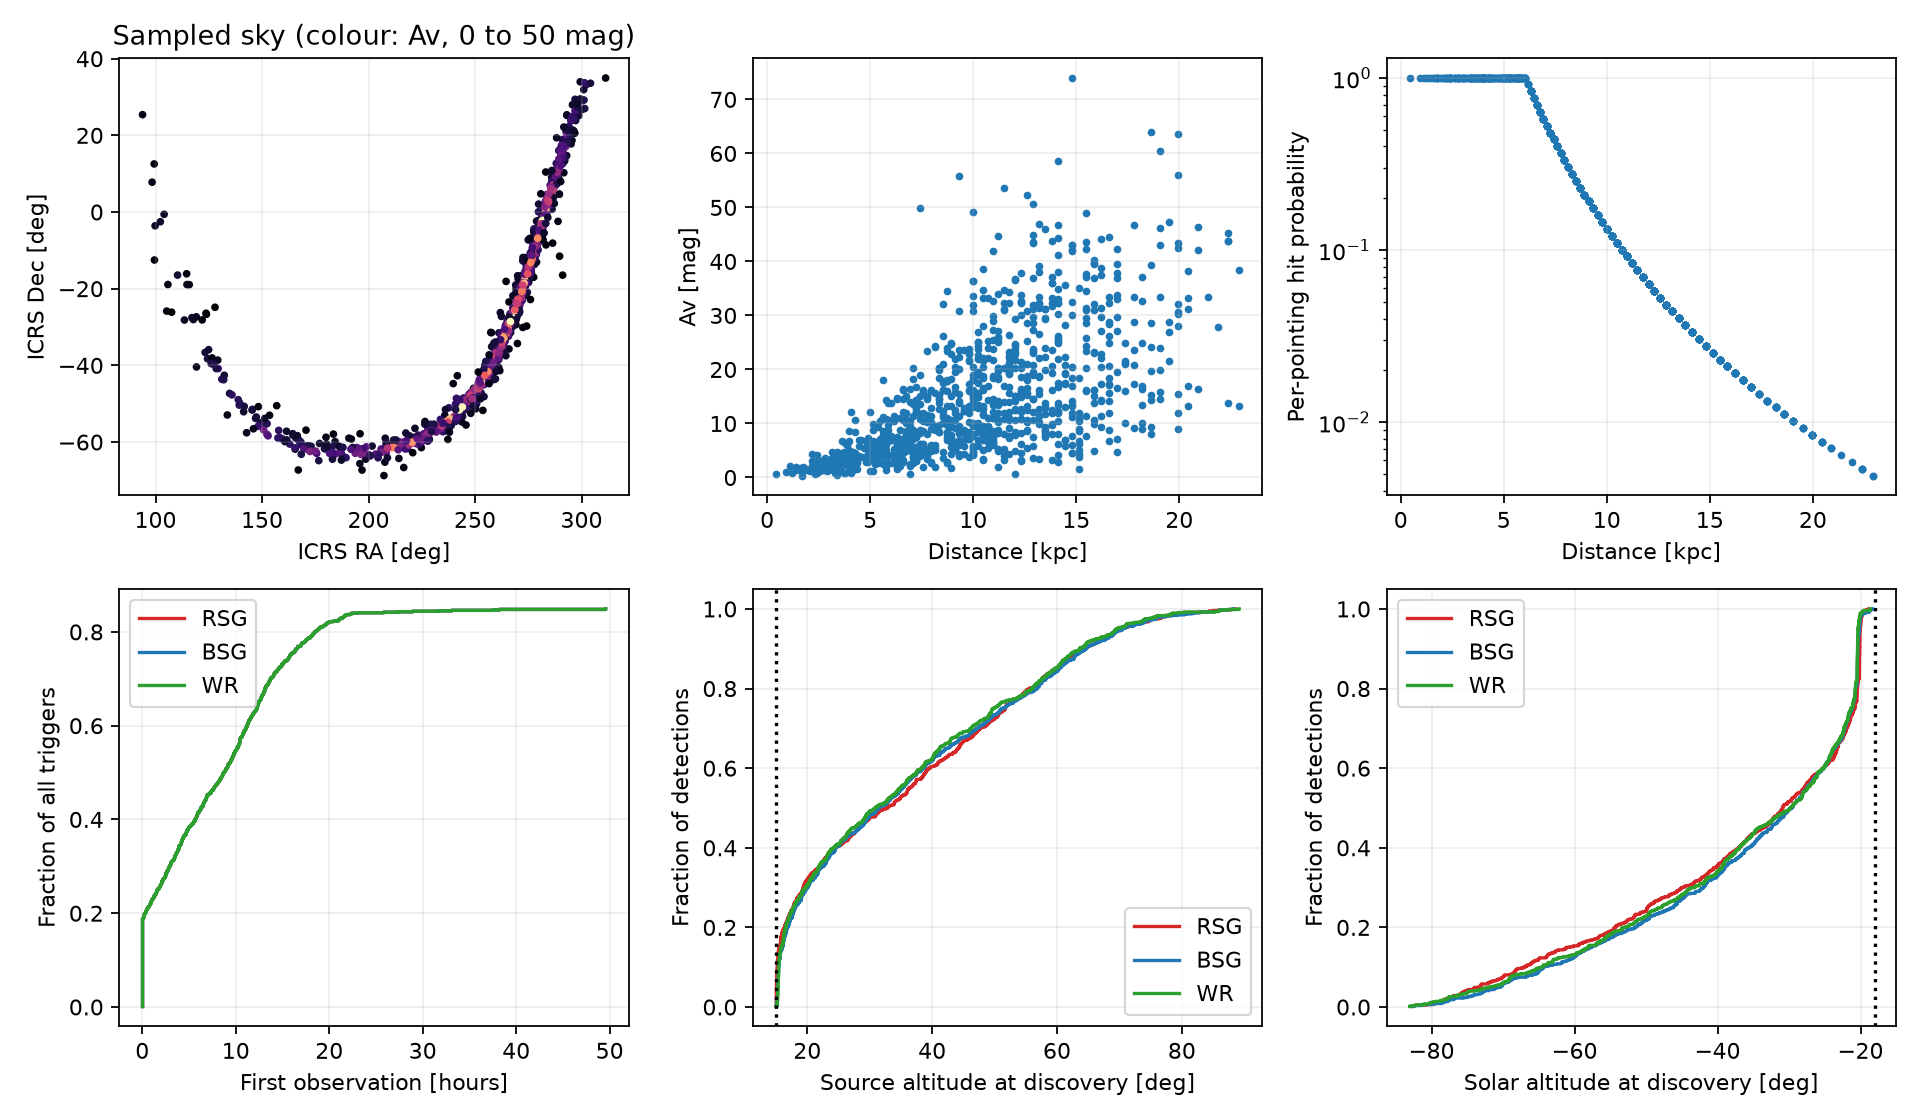 Sampled sky (colour: Av, 0 to 50 mag)
40
20
0
−20
−40
−60
ICRS Dec [deg]
100
150
200
250
300
ICRS RA [deg]
70
60
50
40
30
20
10
0
Av [mag]
0
5
10
15
20
Distance [kpc]
10⁰
10⁻¹
10⁻²
Per-pointing hit probability
0
5
10
15
20
Distance [kpc]
RSG
BSG
WR
0.8
0.6
0.4
0.2
0.0
Fraction of all triggers
0
10
20
30
40
50
First observation [hours]
1.0
0.8
0.6
0.4
0.2
0.0
Fraction of detections
RSG
BSG
WR
20
40
60
80
Source altitude at discovery [deg]
RSG
BSG
WR
1.0
0.8
0.6
0.4
0.2
0.0
Fraction of detections
−80
−60
−40
−20
Solar altitude at discovery [deg]